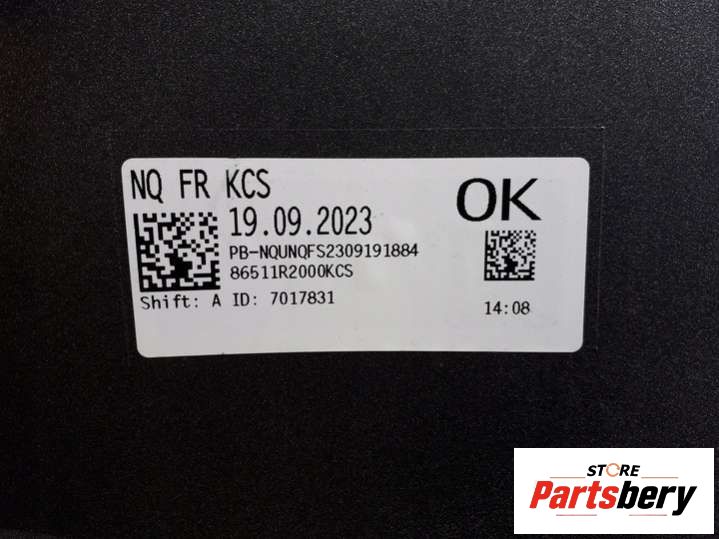 NQ FR KCS
OK
19.09.2023
PB-NQUNQFS2309191884
86511R2000KCS
Shift: A ID: 7017831
14:08
STORE
Partsbery